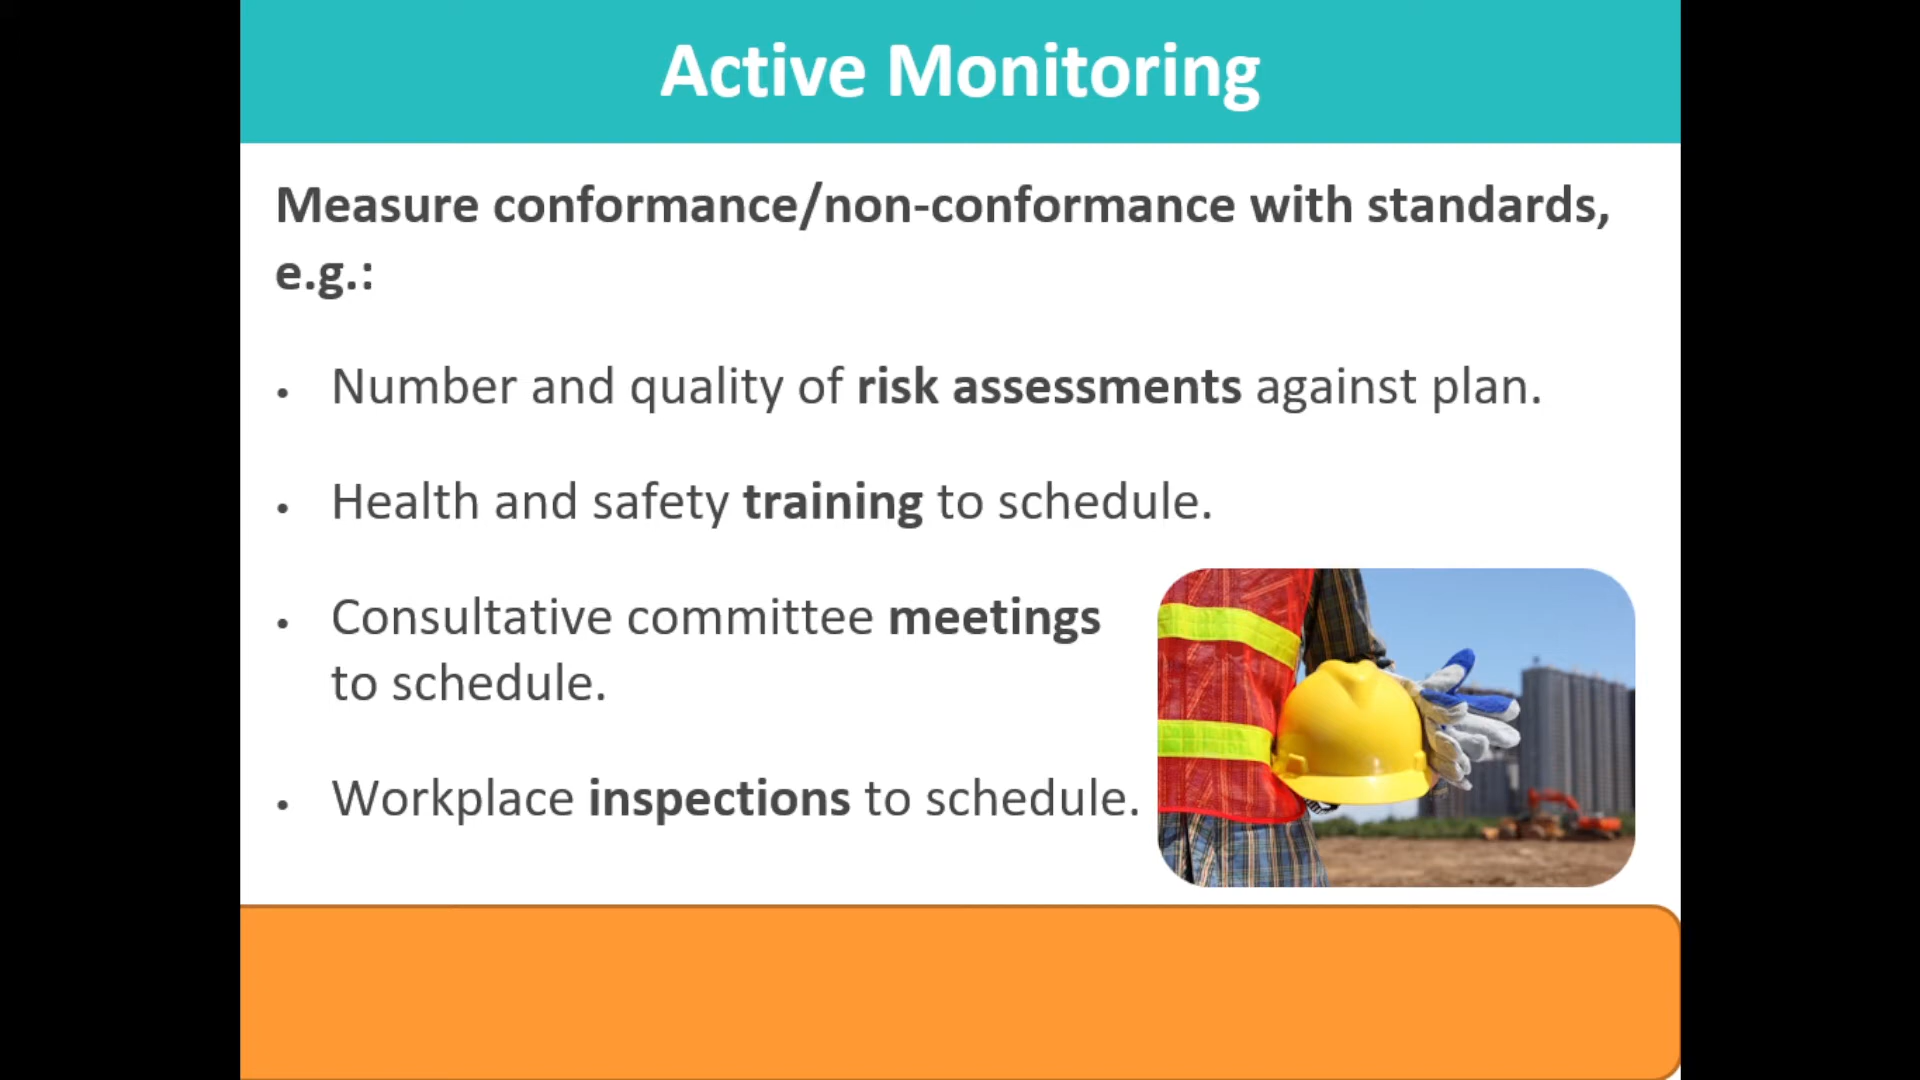 Active Monitoring
Measure conformance/non-conformance with standards,
e.g.:
• Number and quality of risk assessments against plan.
• Health and safety training to schedule.
• Consultative committee meetings
to schedule.
• Workplace inspections to schedule.